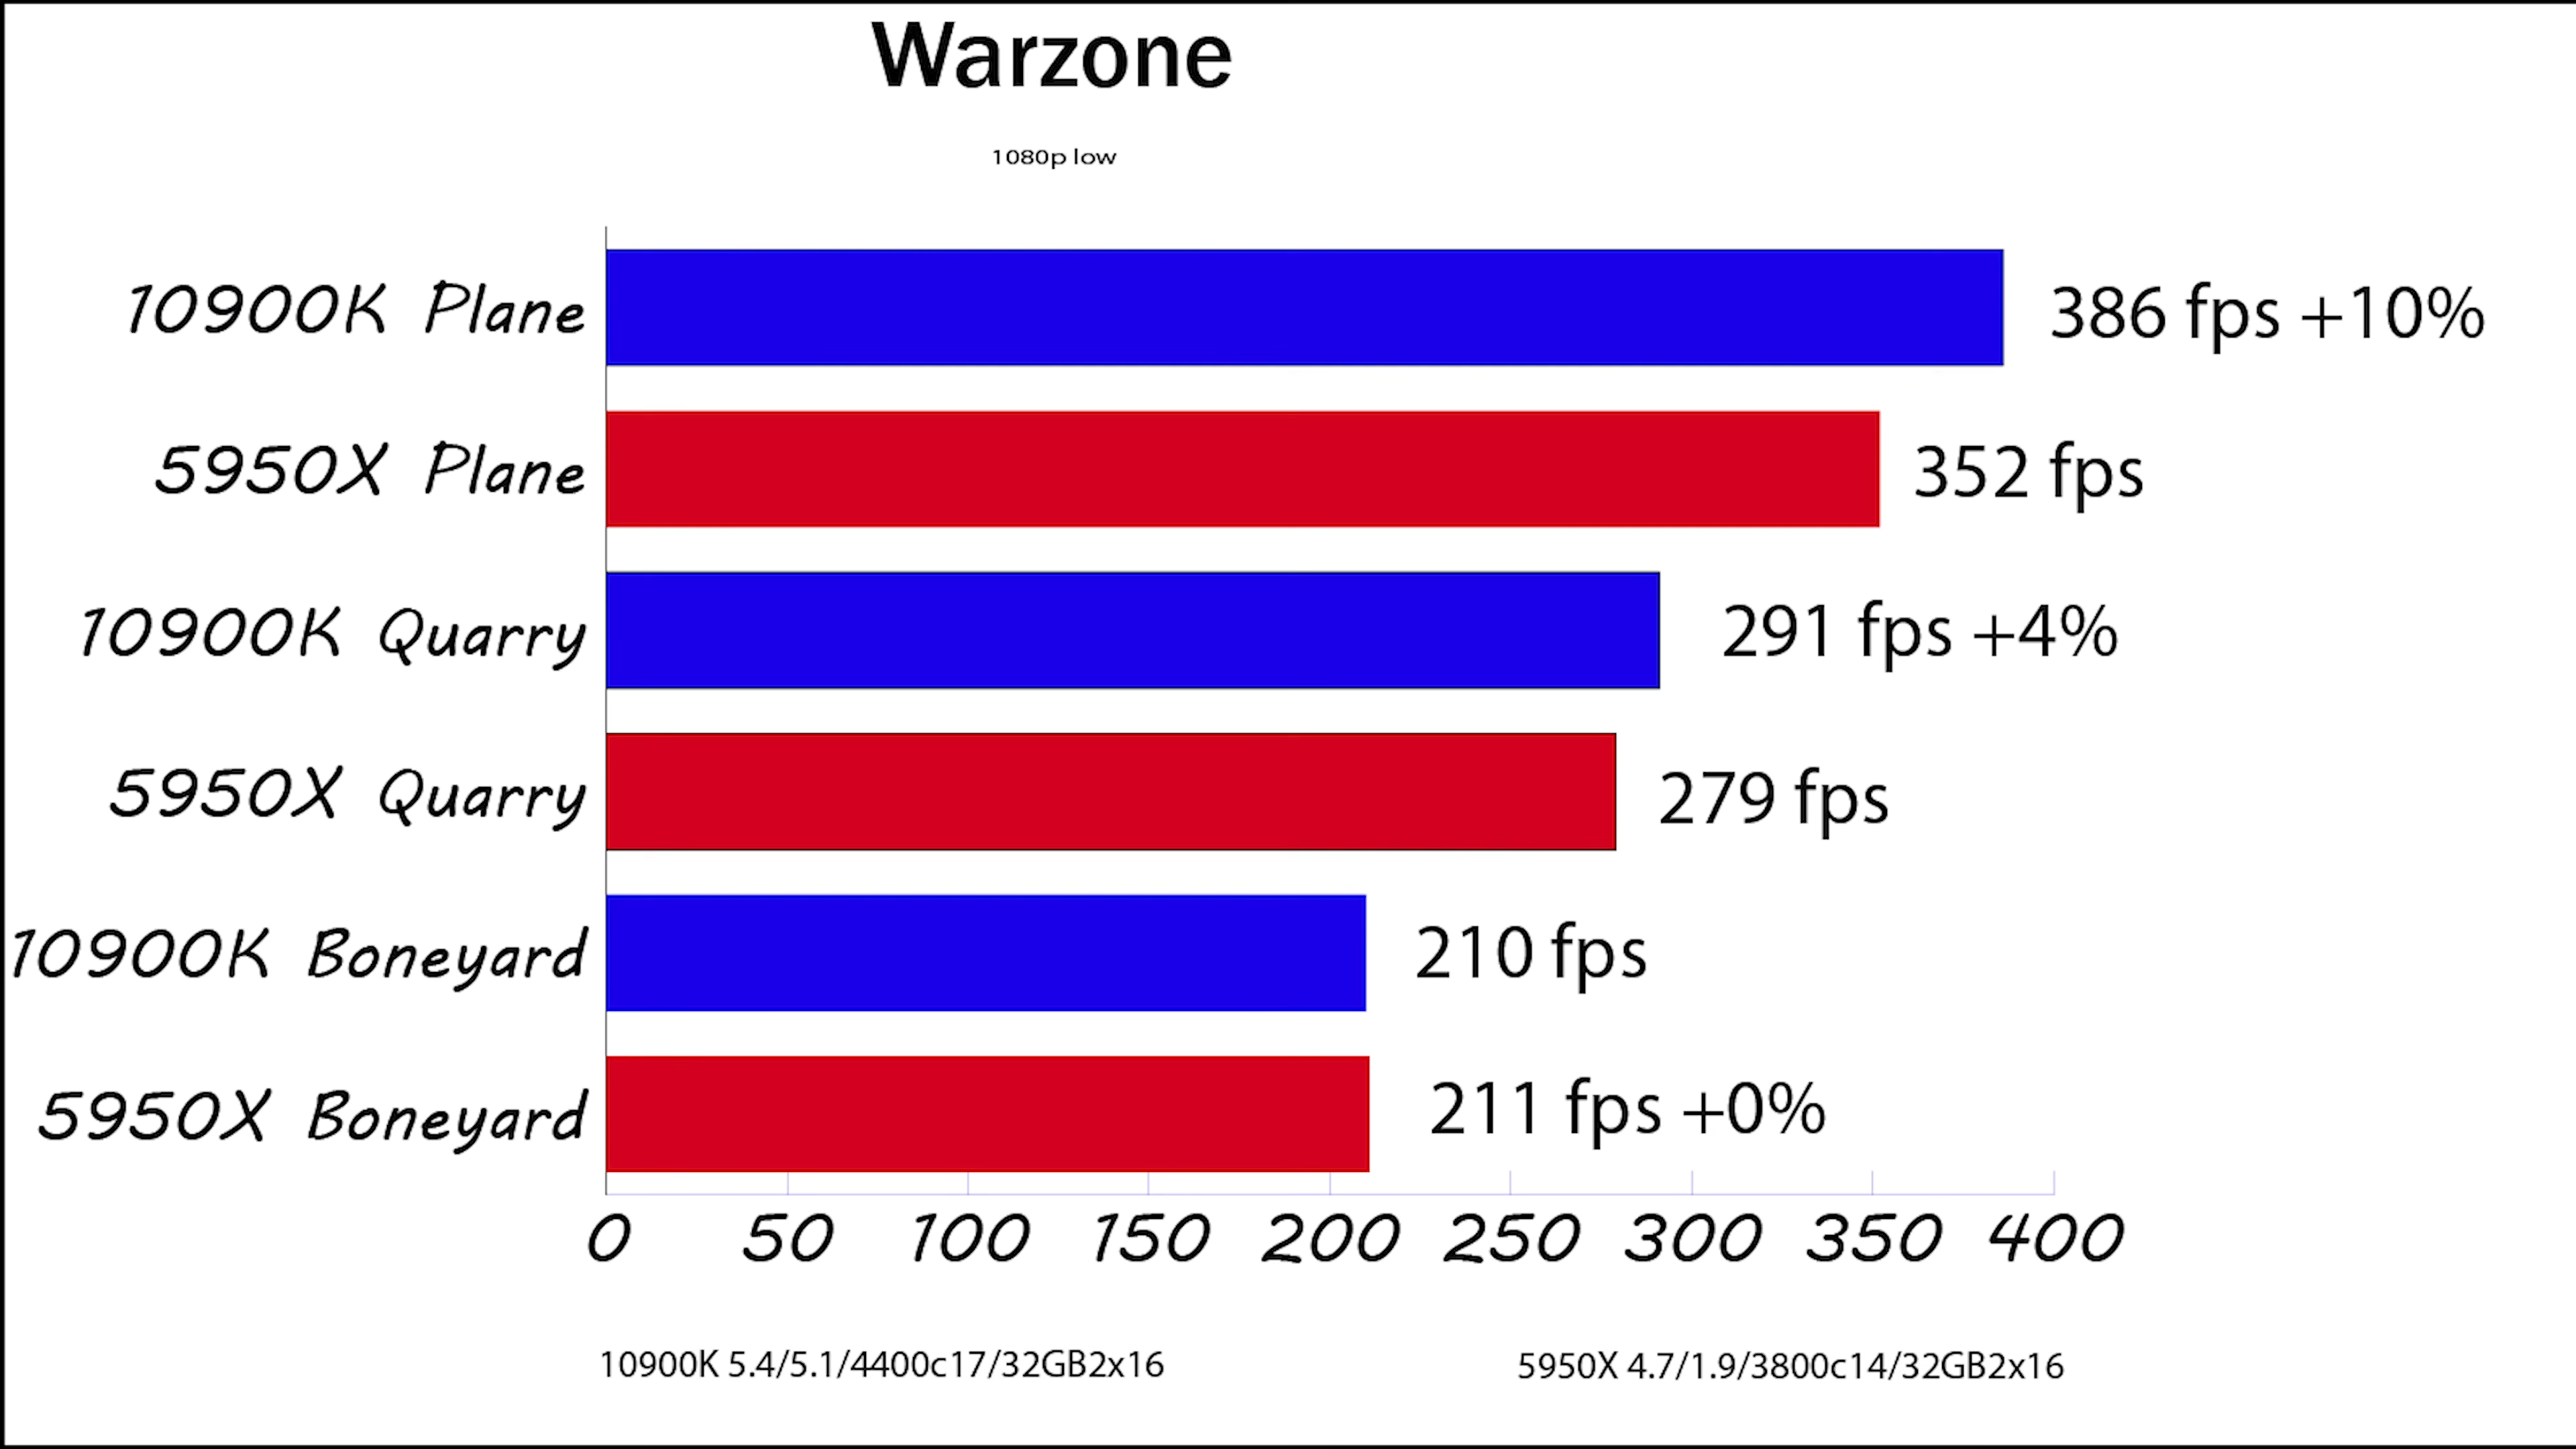 Warzone
1080p low
10900K Plane 386 fps +10%
5950X Plane 352 fps
10900K Quarry 291 fps +4%
5950X Quarry 279 fps
10900K Boneyard 210 fps
5950X Boneyard 211 fps +0%
0 50 100 150 200 250 300 350 400
10900K 5.4/5.1/4400c17/32GB2x16 5950X 4.7/1.9/3800c14/32GB2x16